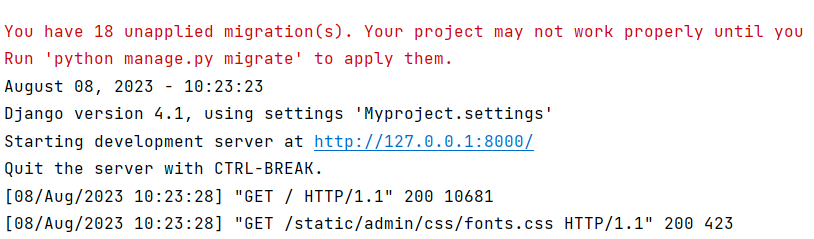 You have 18 unapplied migration(s). Your project may not work properly until you
Run 'python manage.py migrate' to apply them.
August 08, 2023 - 10:23:23
Django version 4.1, using settings 'Myproject.settings'
Starting development server at http://127.0.0.1:8000/
Quit the server with CTRL-BREAK.
[08/Aug/2023 10:23:28] "GET / HTTP/1.1" 200 10681
[08/Aug/2023 10:23:28] "GET /static/admin/css/fonts.css HTTP/1.1" 200 423